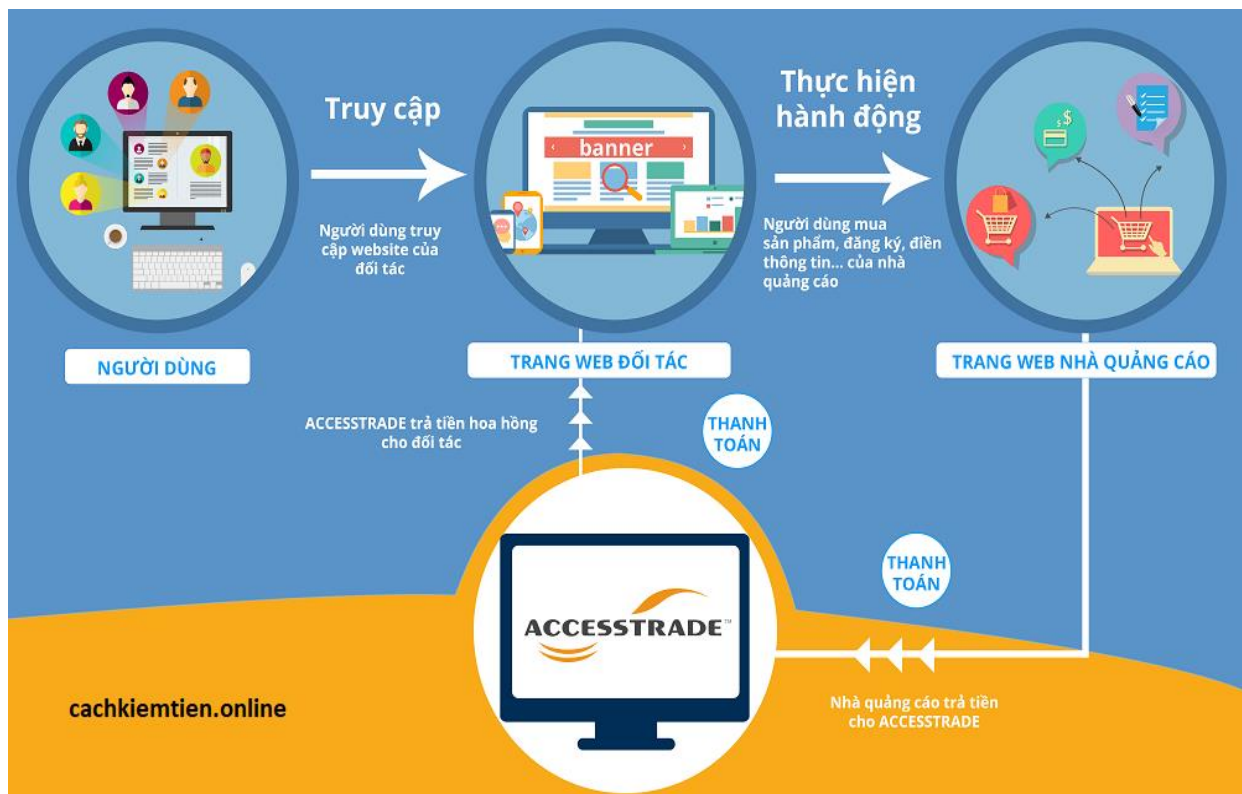 Truy cập
Người dùng truy
cập website của
đối tác
banner
Thực hiện
hành động
Người dùng mua
sản phẩm, đăng ký, điền
thông tin... của nhà
quảng cáo
$
$
NGƯỜI DÙNG
TRANG WEB ĐỐI TÁC
TRANG WEB NHÀ QUẢNG CÁO
ACCESSTRADE trả tiền hoa hồng
cho đối tác
THANH
TOÁN
THANH
TOÁN
ACCESSTRADE™
Nhà quảng cáo trả tiền
cho ACCESSTRADE
cachkiemtien.online